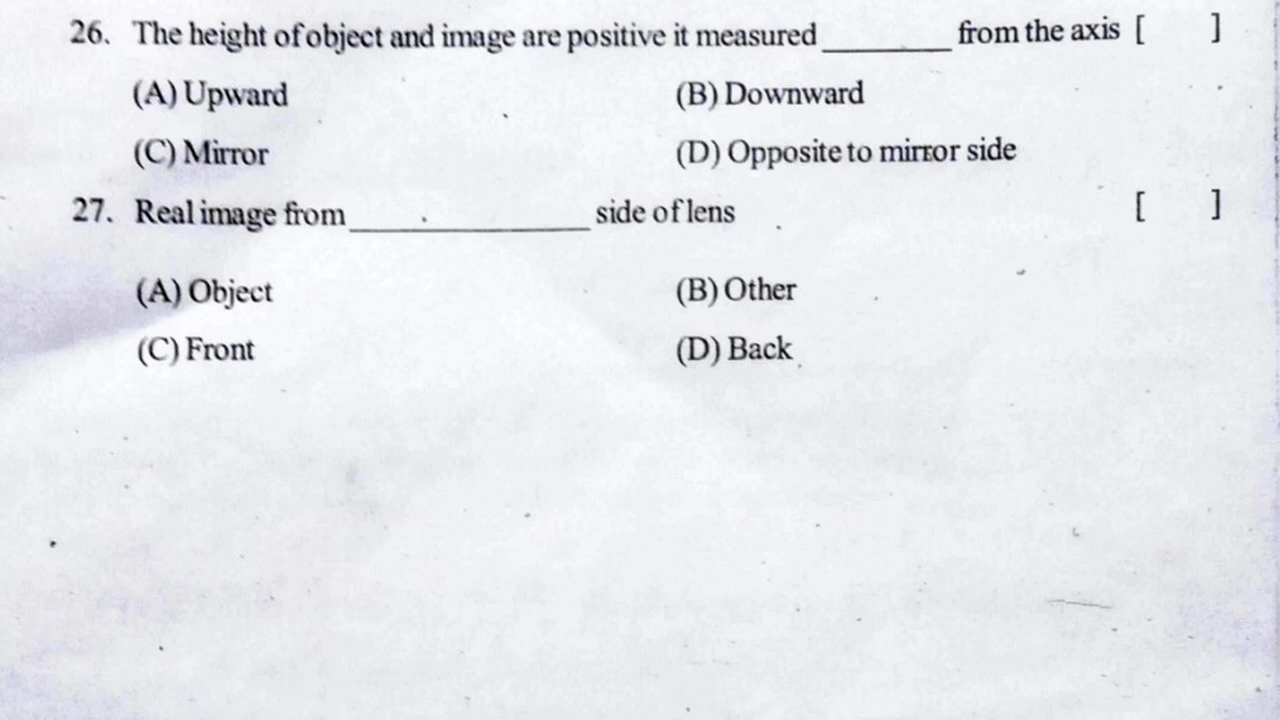 26. The height of object and image are positive it measured ________ from the axis [ ]
(A) Upward (B) Downward
(C) Mirror (D) Opposite to mirror side
27. Real image from ________________ side of lens [ ]
(A) Object (B) Other
(C) Front (D) Back